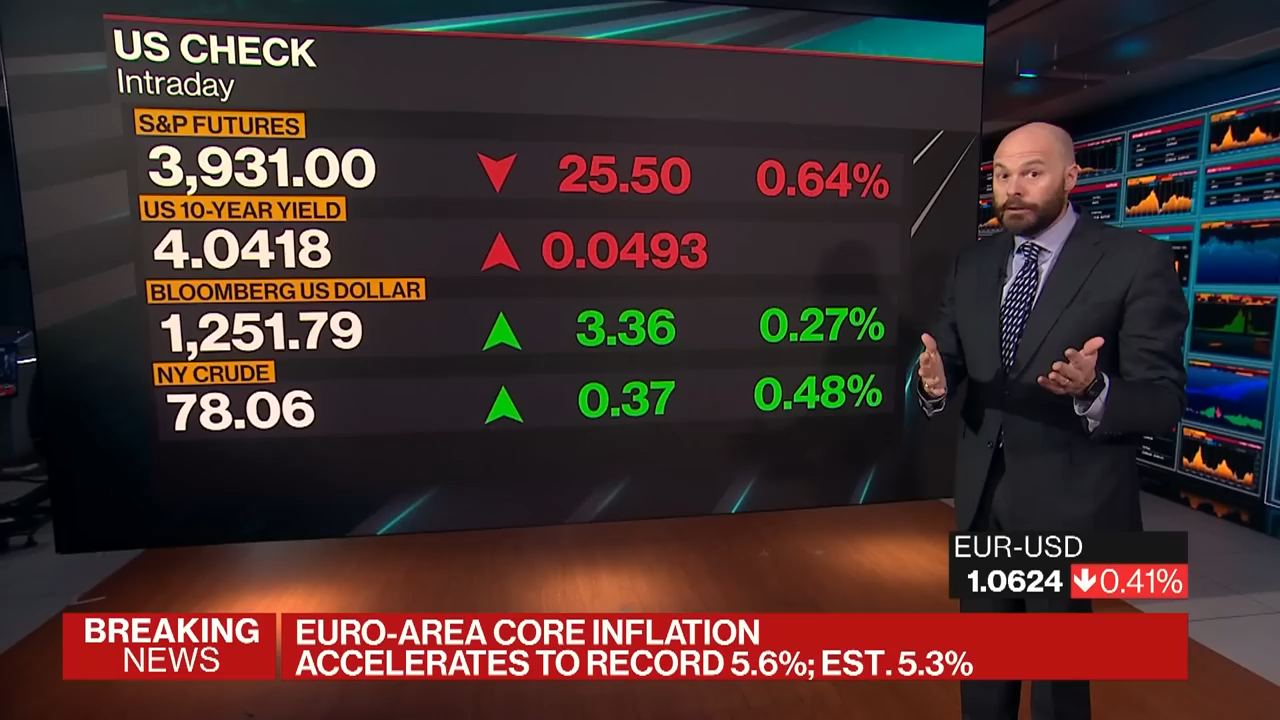 US CHECK
Intraday
S&P FUTURES
3,931.00 25.50 0.64%
US 10-YEAR YIELD
4.0418 0.0493
BLOOMBERG US DOLLAR
1,251.79 3.36 0.27%
NY CRUDE
78.06 0.37 0.48%
EUR-USD
1.0624 0.41%
BREAKING
NEWS
EURO-AREA CORE INFLATION
ACCELERATES TO RECORD 5.6%; EST. 5.3%